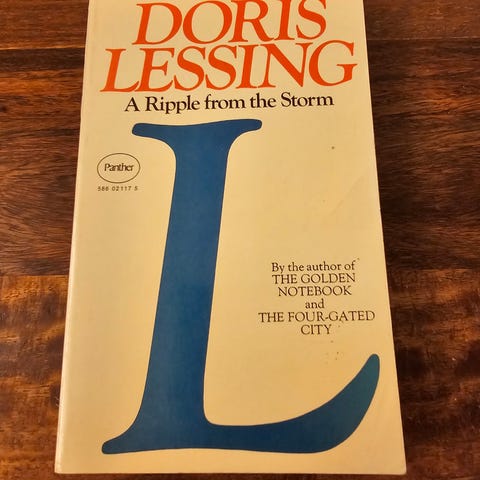 DORIS
LESSING
A Ripple from the Storm
Panther
586 02117 5
By the author of
THE GOLDEN
NOTEBOOK
and
THE FOUR-GATED
CITY
L